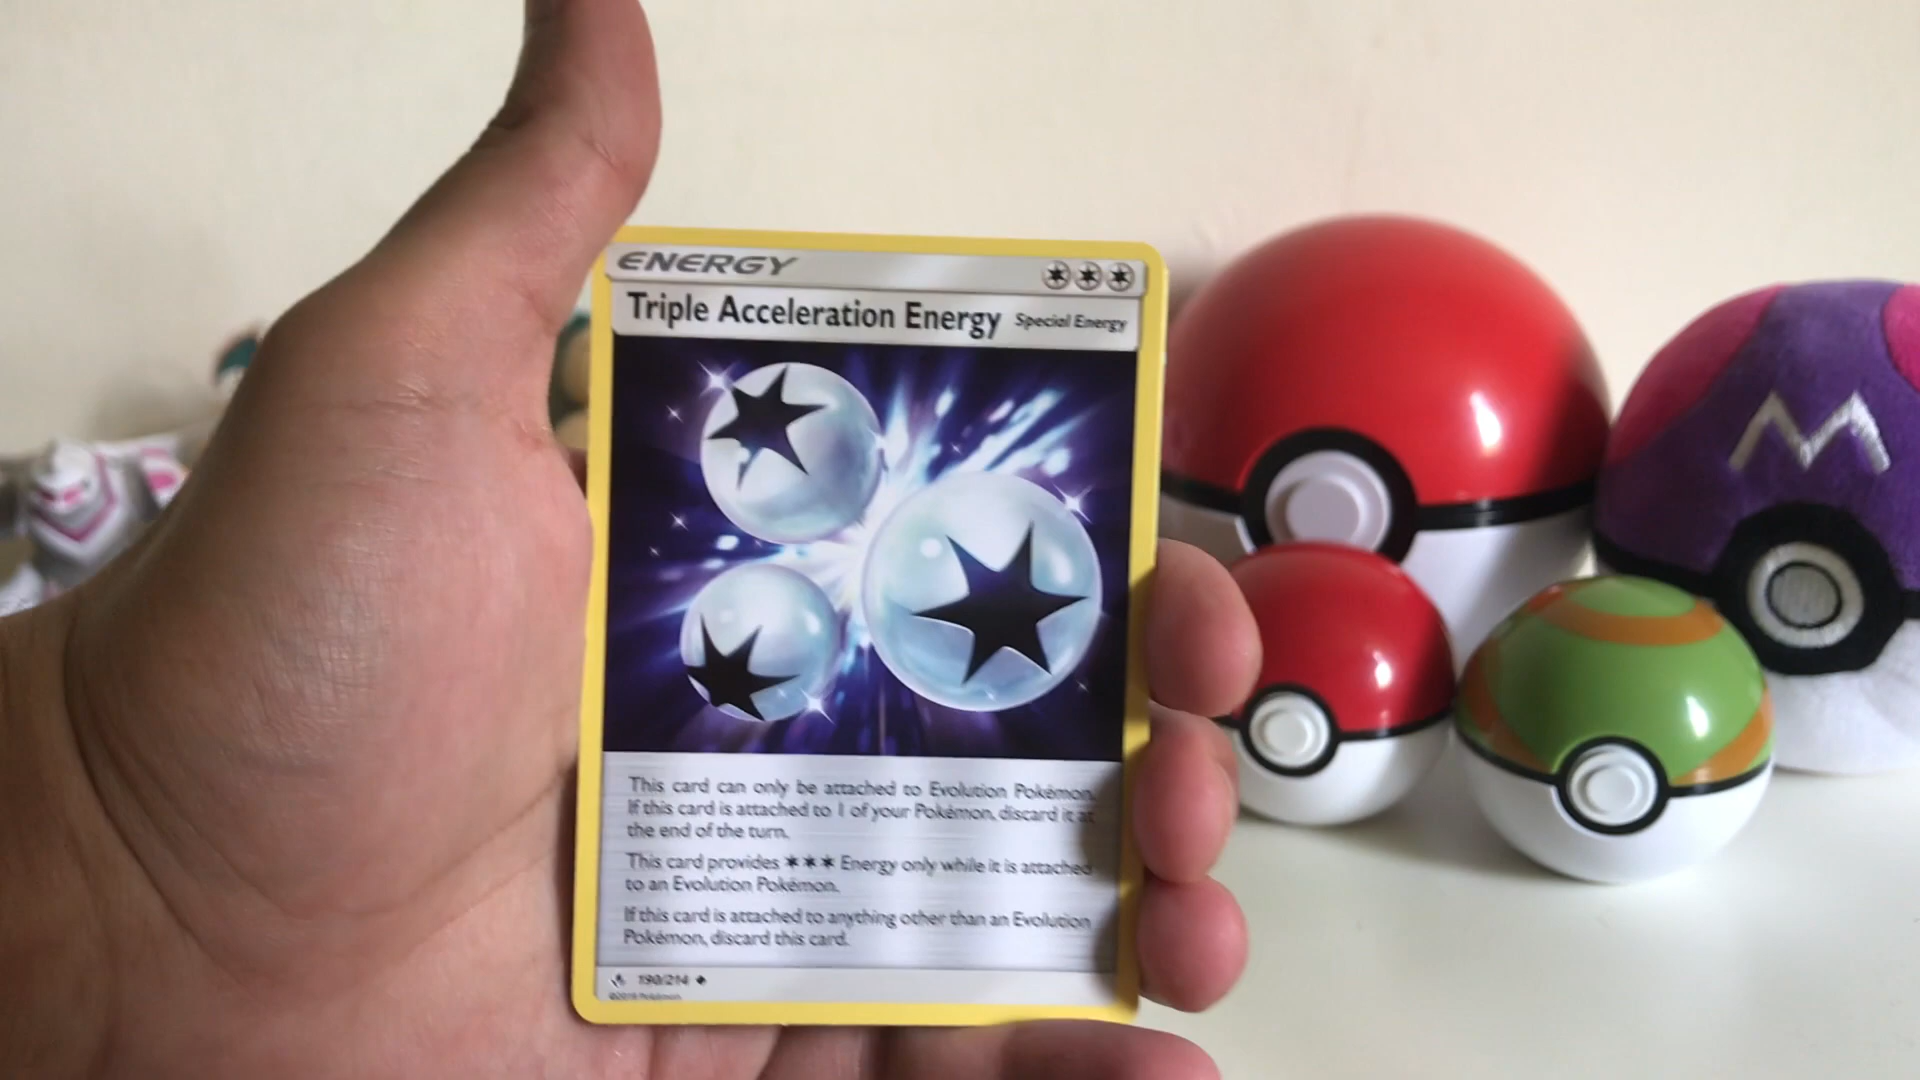 ENERGY
Triple Acceleration Energy Special Energy
This card can only be attached to Evolution Pokémon.
If this card is attached to 1 of your Pokémon, discard it at
the end of the turn.
This card provides ✶✶✶ Energy only while it is attached
to an Evolution Pokémon.
If this card is attached to anything other than an Evolution
Pokémon, discard this card.
190/214
©2019 Pokémon
M